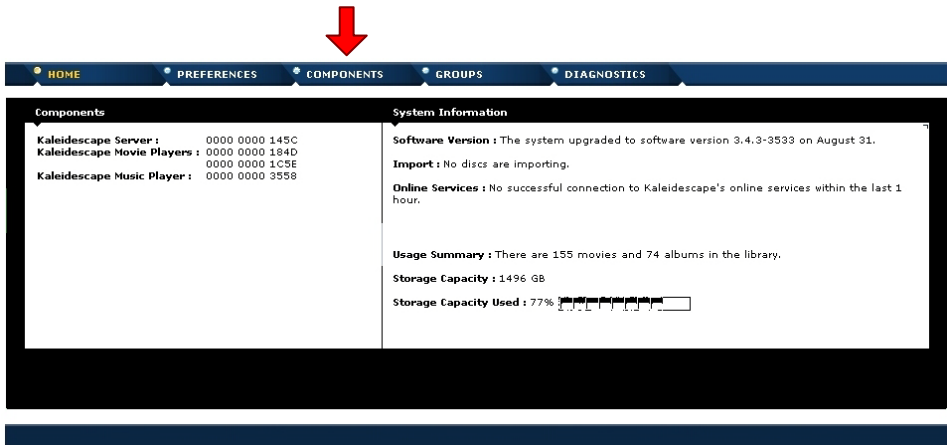 HOME PREFERENCES COMPONENTS GROUPS DIAGNOSTICS
Components
Kaleidescape Server : 0000 0000 145C
Kaleidescape Movie Players : 0000 0000 184D
0000 0000 1C5E
Kaleidescape Music Player : 0000 0000 3558
System Information
Software Version : The system upgraded to software version 3.4.3-3533 on August 31.
Import : No discs are importing.
Online Services : No successful connection to Kaleidescape's online services within the last 1
hour.
Usage Summary : There are 155 movies and 74 albums in the library.
Storage Capacity : 1496 GB
Storage Capacity Used : 77%